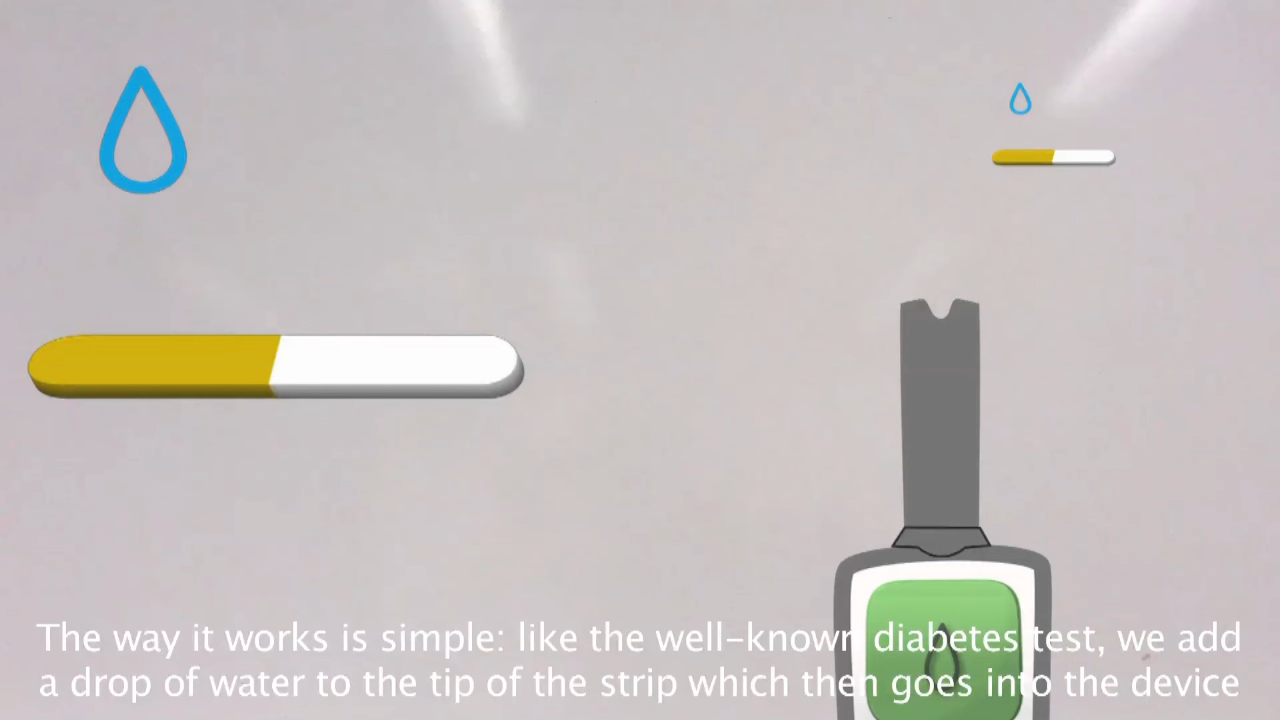 The way it works is simple: like the well-known diabetes test, we add
a drop of water to the tip of the strip which then goes into the device